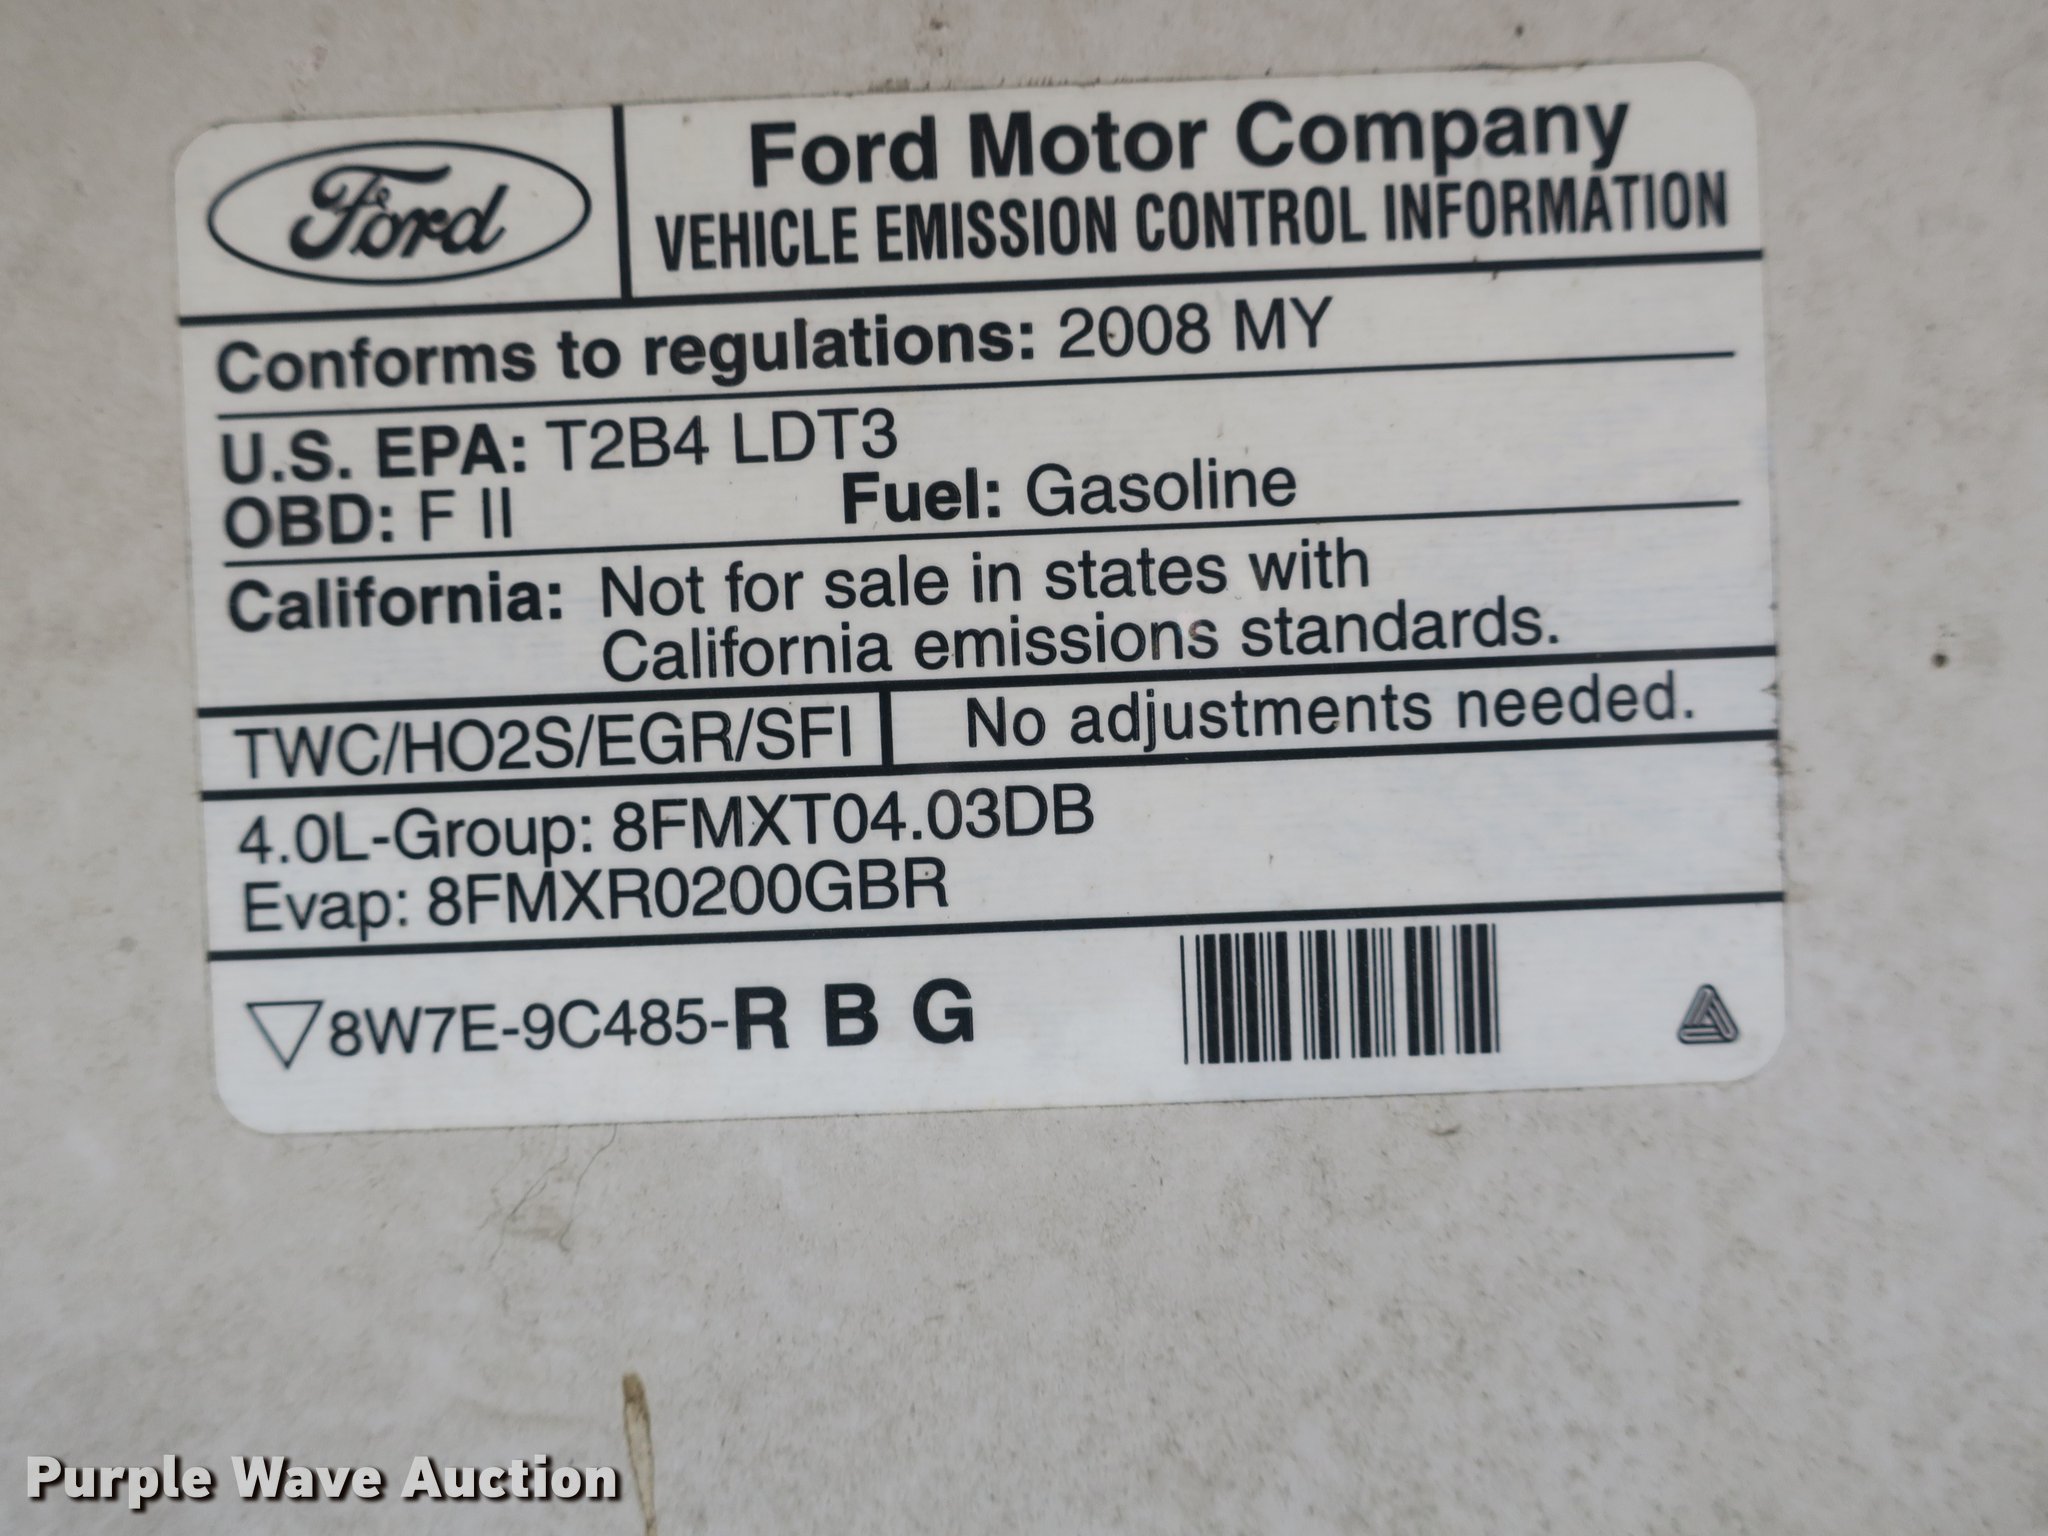 Ford
Ford Motor Company
VEHICLE EMISSION CONTROL INFORMATION
Conforms to regulations: 2008 MY
U.S. EPA: T2B4 LDT3
OBD: F II Fuel: Gasoline
California: Not for sale in states with
California emissions standards.
TWC/HO2S/EGR/SFI No adjustments needed.
4.0L-Group: 8FMXT04.03DB
Evap: 8FMXR0200GBR
8W7E-9C485-R B G
Purple Wave Auction